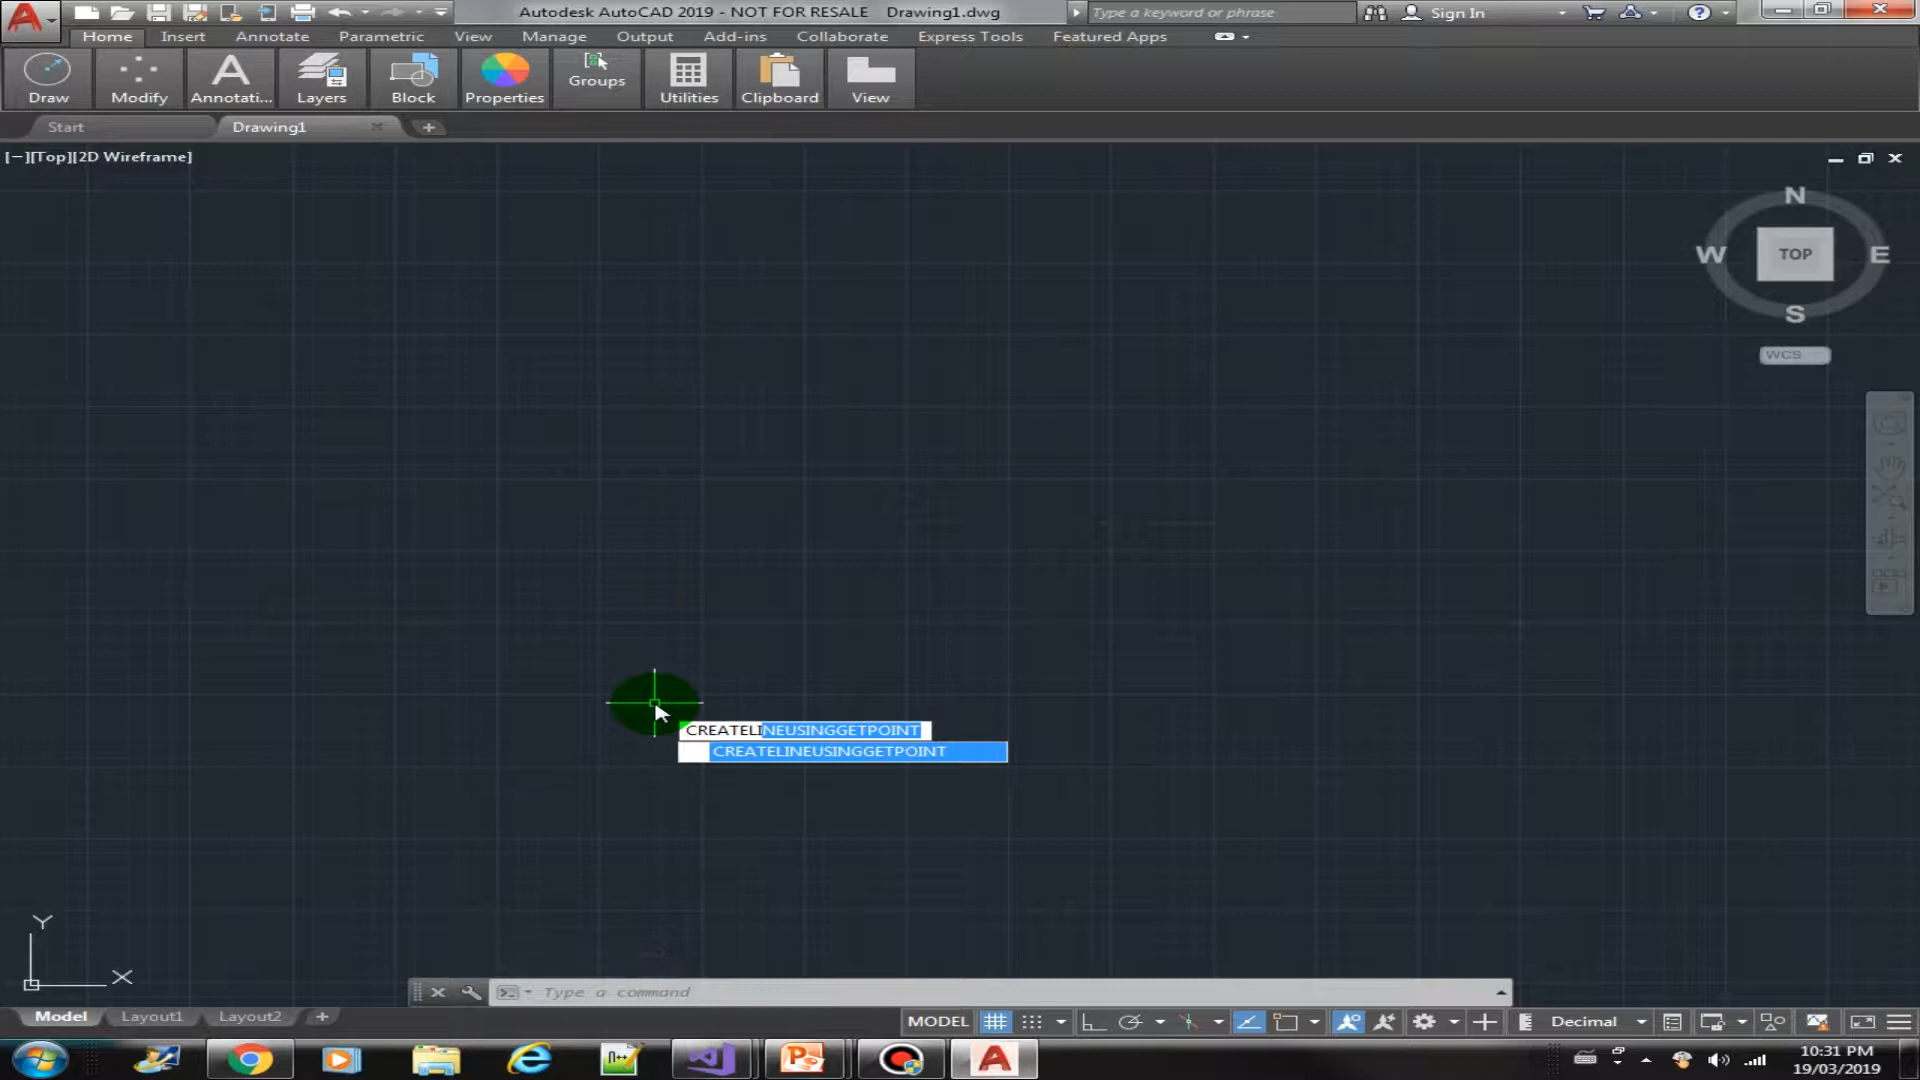 Autodesk AutoCAD 2019 - NOT FOR RESALE Drawing1.dwg
Type a keyword or phrase
Sign In
Home Insert Annotate Parametric View Manage Output Add-ins Collaborate Express Tools Featured Apps
Draw Modify Annotati... Layers Block Properties Groups Utilities Clipboard View
Start Drawing1
[−][Top][2D Wireframe]
N
W TOP E
S
WCS
CREATELINEUSINGGETPOINT
CREATELINEUSINGGETPOINT
Y
X
Type a command
Model Layout1 Layout2
MODEL Decimal
10:31 PM
19/03/2019